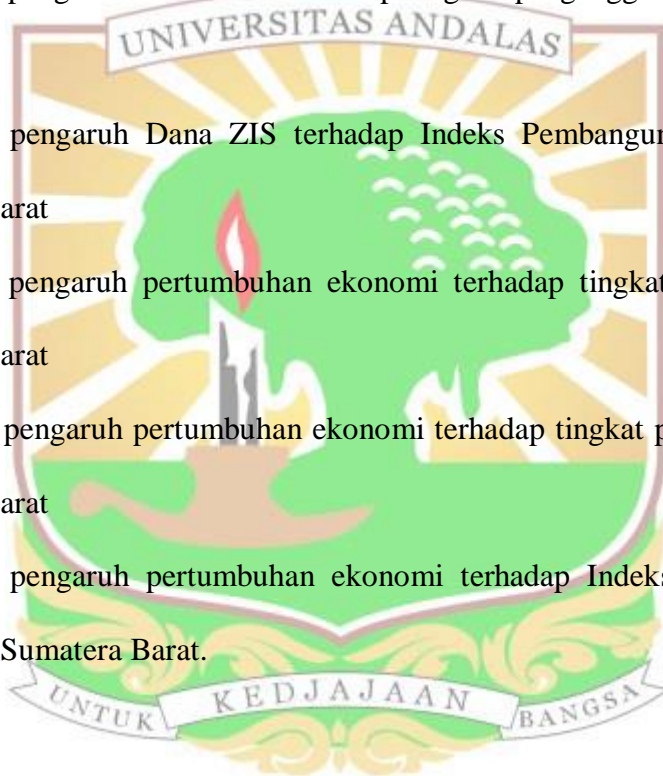 UNIVERSITAS ANDALAS
pengaruh Dana ZIS terhadap Indeks
arat
pengaruh pertumbuhan ekonomi terhadap tingkat
arat
pengaruh pertumbuhan ekonomi terhadap tingkat p
arat
pengaruh pertumbuhan ekonomi terhadap Indeks
Sumatera Barat.
UNTUK KEDJAJAAN BANGSA